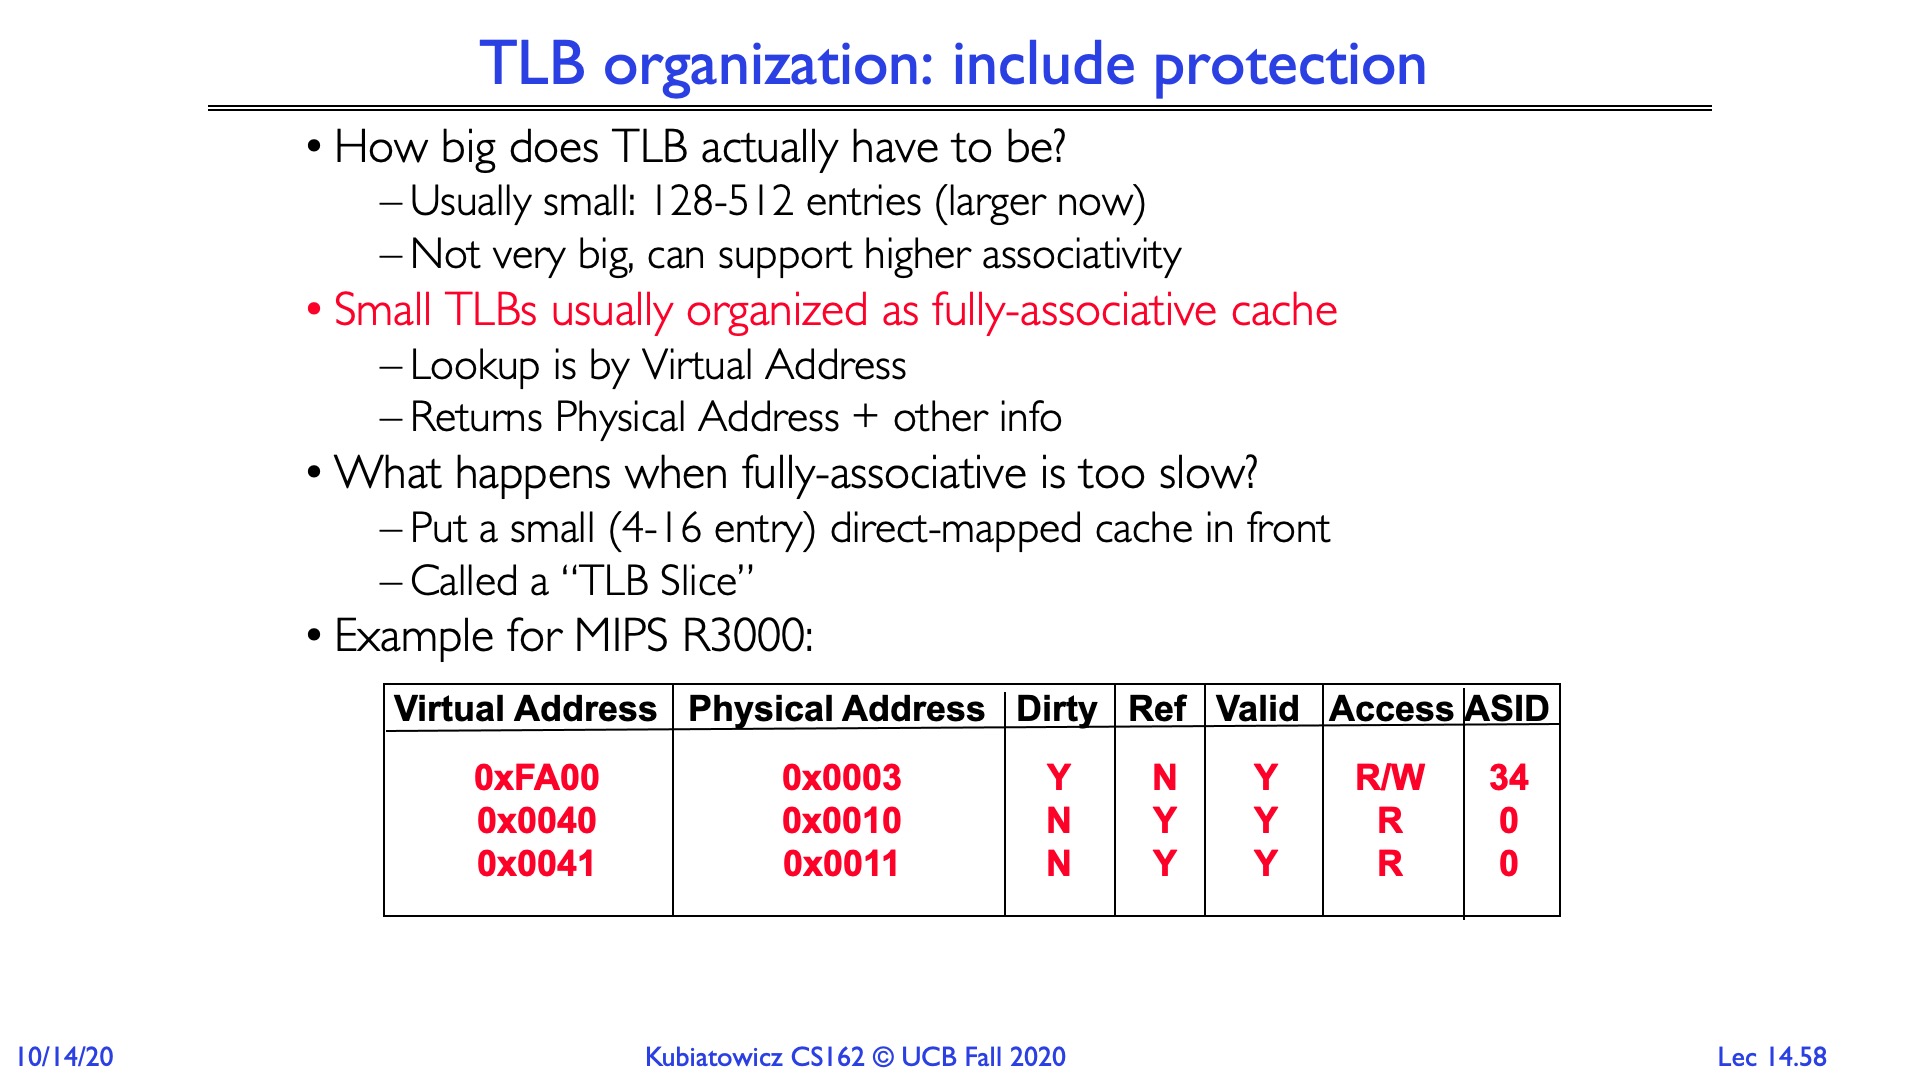 TLB organization: include protection
• How big does TLB actually have to be?
– Usually small: 128-512 entries (larger now)
– Not very big, can support higher associativity
• Small TLBs usually organized as fully-associative cache
– Lookup is by Virtual Address
– Returns Physical Address + other info
• What happens when fully-associative is too slow?
– Put a small (4-16 entry) direct-mapped cache in front
– Called a “TLB Slice”
• Example for MIPS R3000:
Virtual Address Physical Address Dirty Ref Valid Access ASID
0xFA00 0x0003 Y N Y R/W 34
0x0040 0x0010 N Y Y R 0
0x0041 0x0011 N Y Y R 0
10/14/20 Kubiatowicz CS162 © UCB Fall 2020 Lec 14.58